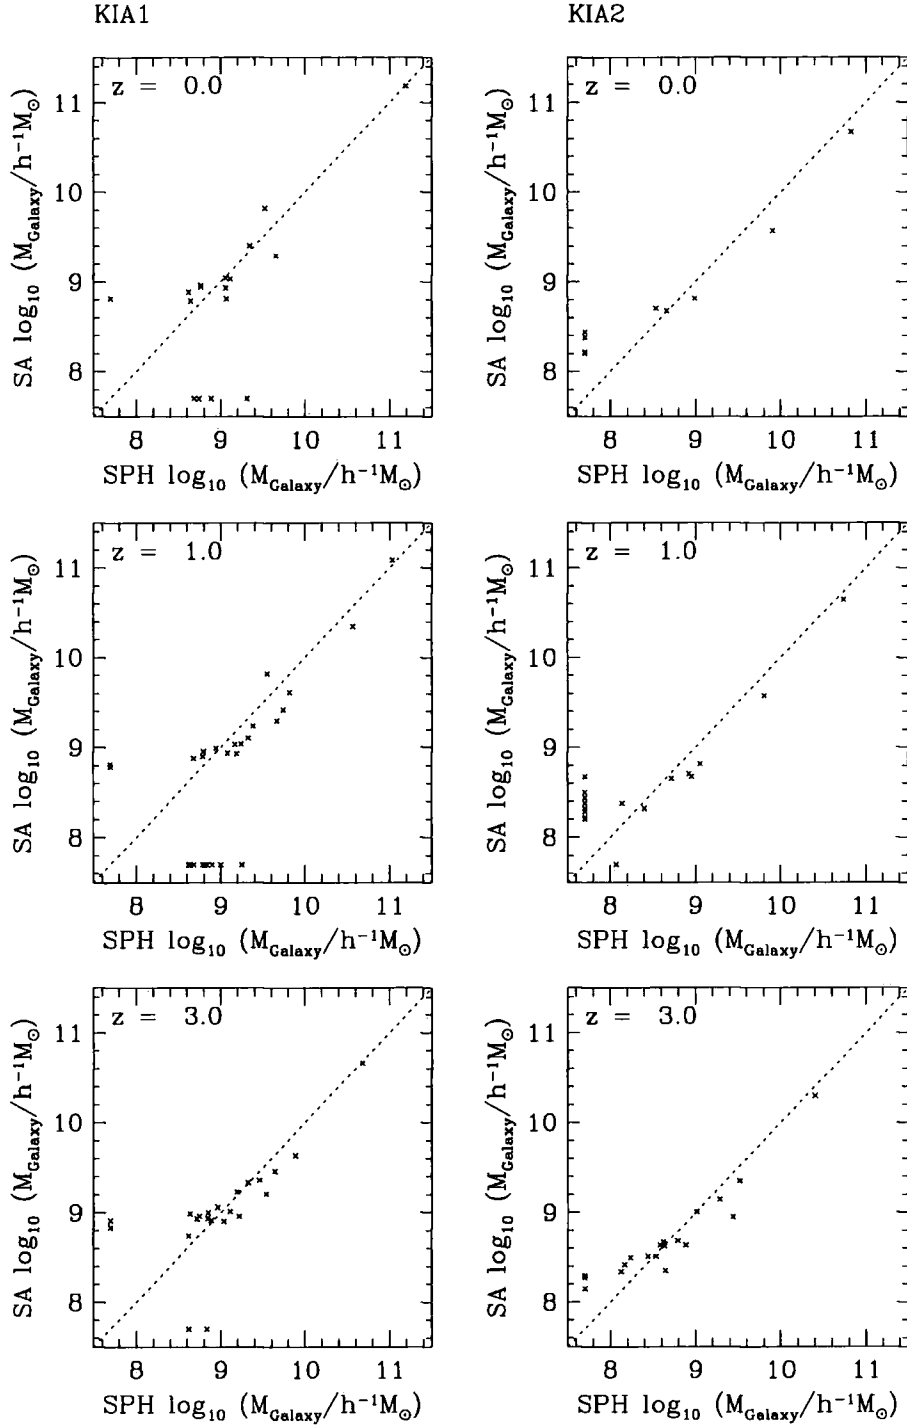 KIA1
KIA2
z = 0.0
SA log10 (MGalaxy/h−1M⊙)
11
10
9
8
8 9 10 11
SPH log10 (MGalaxy/h−1M⊙)
z = 0.0
SA log10 (MGalaxy/h−1M⊙)
11
10
9
8
8 9 10 11
SPH log10 (MGalaxy/h−1M⊙)
z = 1.0
SA log10 (MGalaxy/h−1M⊙)
11
10
9
8
8 9 10 11
SPH log10 (MGalaxy/h−1M⊙)
z = 1.0
SA log10 (MGalaxy/h−1M⊙)
11
10
9
8
8 9 10 11
SPH log10 (MGalaxy/h−1M⊙)
z = 3.0
SA log10 (MGalaxy/h−1M⊙)
11
10
9
8
8 9 10 11
SPH log10 (MGalaxy/h−1M⊙)
z = 3.0
SA log10 (MGalaxy/h−1M⊙)
11
10
9
8
8 9 10 11
SPH log10 (MGalaxy/h−1M⊙)